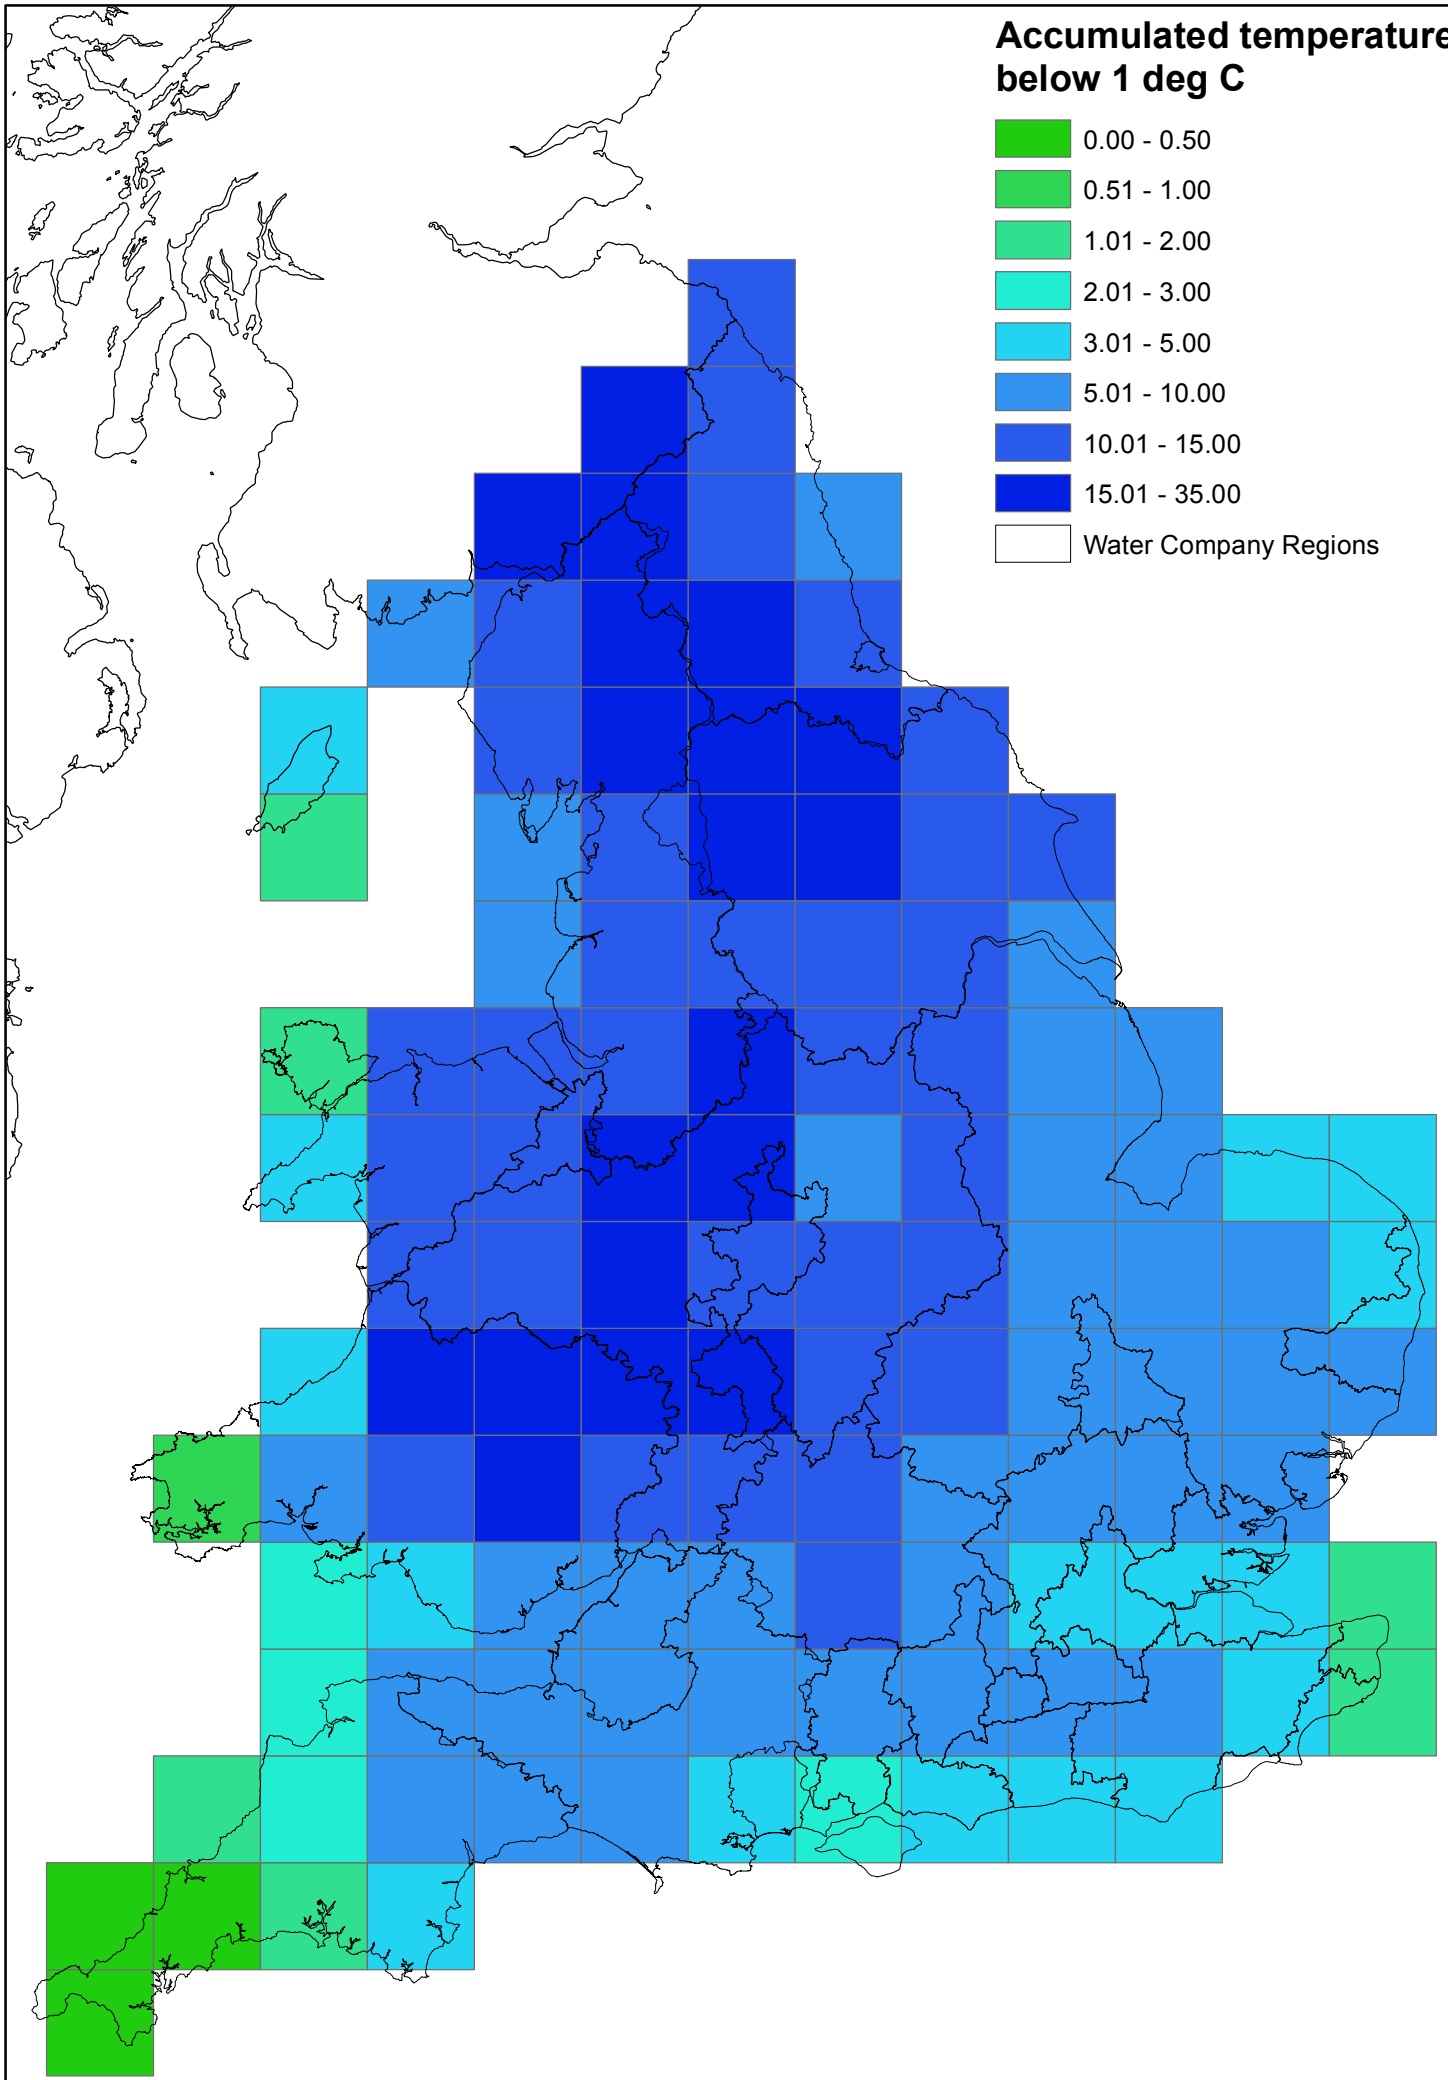 Accumulated temperature
below 1 deg C
0.00 - 0.50
0.51 - 1.00
1.01 - 2.00
2.01 - 3.00
3.01 - 5.00
5.01 - 10.00
10.01 - 15.00
15.01 - 35.00
Water Company Regions